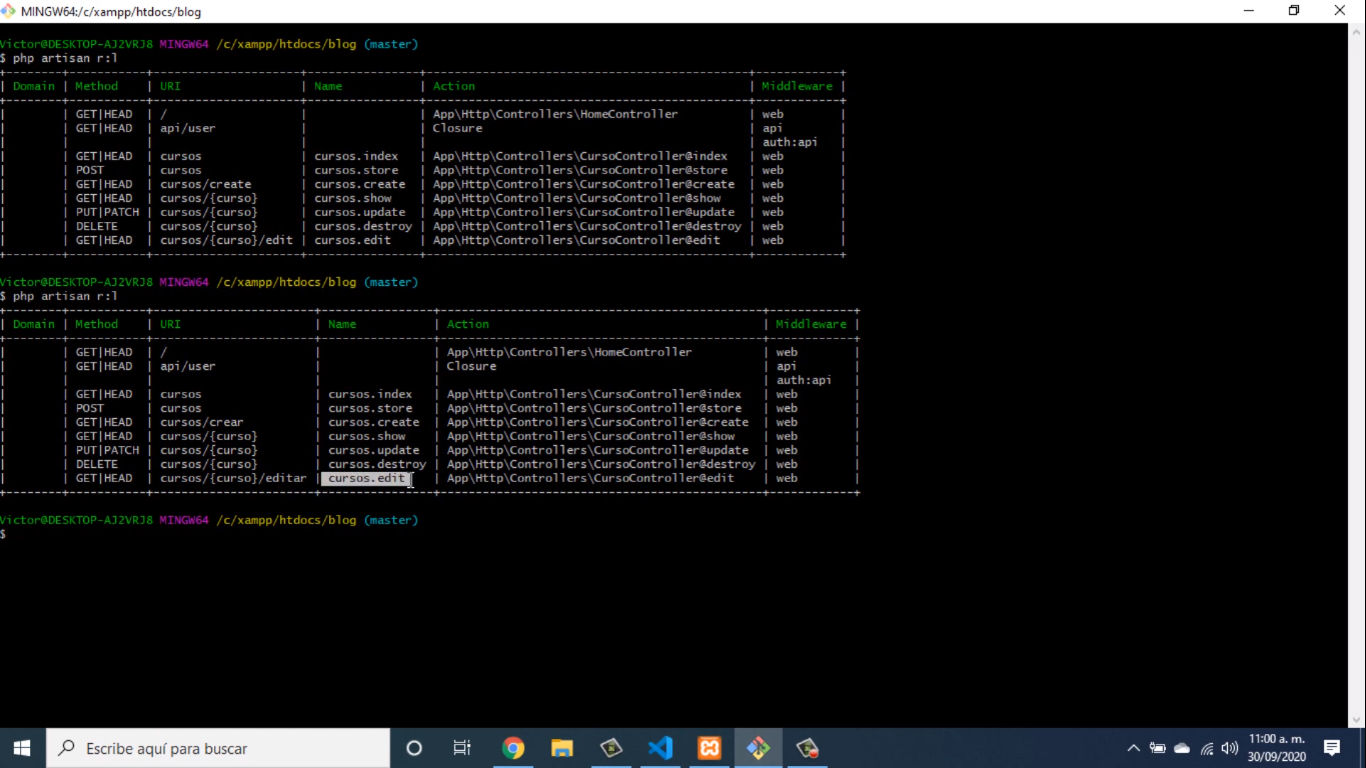 MINGW64:/c/xampp/htdocs/blog
Victor@DESKTOP-AJ2VRJ8 MINGW64 /c/xampp/htdocs/blog (master)
$ php artisan r:l
| Domain | Method | URI | Name | Action | Middleware |
| | GET|HEAD | / | | App\Http\Controllers\HomeController | web |
| | GET|HEAD | api/user | | Closure | api |
| | | | | | auth:api |
| | GET|HEAD | cursos | cursos.index | App\Http\Controllers\CursoController@index | web |
| | POST | cursos | cursos.store | App\Http\Controllers\CursoController@store | web |
| | GET|HEAD | cursos/create | cursos.create | App\Http\Controllers\CursoController@create | web |
| | GET|HEAD | cursos/{curso} | cursos.show | App\Http\Controllers\CursoController@show | web |
| | PUT|PATCH | cursos/{curso} | cursos.update | App\Http\Controllers\CursoController@update | web |
| | DELETE | cursos/{curso} | cursos.destroy | App\Http\Controllers\CursoController@destroy | web |
| | GET|HEAD | cursos/{curso}/edit | cursos.edit | App\Http\Controllers\CursoController@edit | web |
Victor@DESKTOP-AJ2VRJ8 MINGW64 /c/xampp/htdocs/blog (master)
$ php artisan r:l
| Domain | Method | URI | Name | Action | Middleware |
| | GET|HEAD | / | | App\Http\Controllers\HomeController | web |
| | GET|HEAD | api/user | | Closure | api |
| | | | | | auth:api |
| | GET|HEAD | cursos | cursos.index | App\Http\Controllers\CursoController@index | web |
| | POST | cursos | cursos.store | App\Http\Controllers\CursoController@store | web |
| | GET|HEAD | cursos/crear | cursos.create | App\Http\Controllers\CursoController@create | web |
| | GET|HEAD | cursos/{curso} | cursos.show | App\Http\Controllers\CursoController@show | web |
| | PUT|PATCH | cursos/{curso} | cursos.update | App\Http\Controllers\CursoController@update | web |
| | DELETE | cursos/{curso} | cursos.destroy | App\Http\Controllers\CursoController@destroy | web |
| | GET|HEAD | cursos/{curso}/editar | cursos.edit | App\Http\Controllers\CursoController@edit | web |
Victor@DESKTOP-AJ2VRJ8 MINGW64 /c/xampp/htdocs/blog (master)
$
Escribe aquí para buscar
11:00 a. m.
30/09/2020